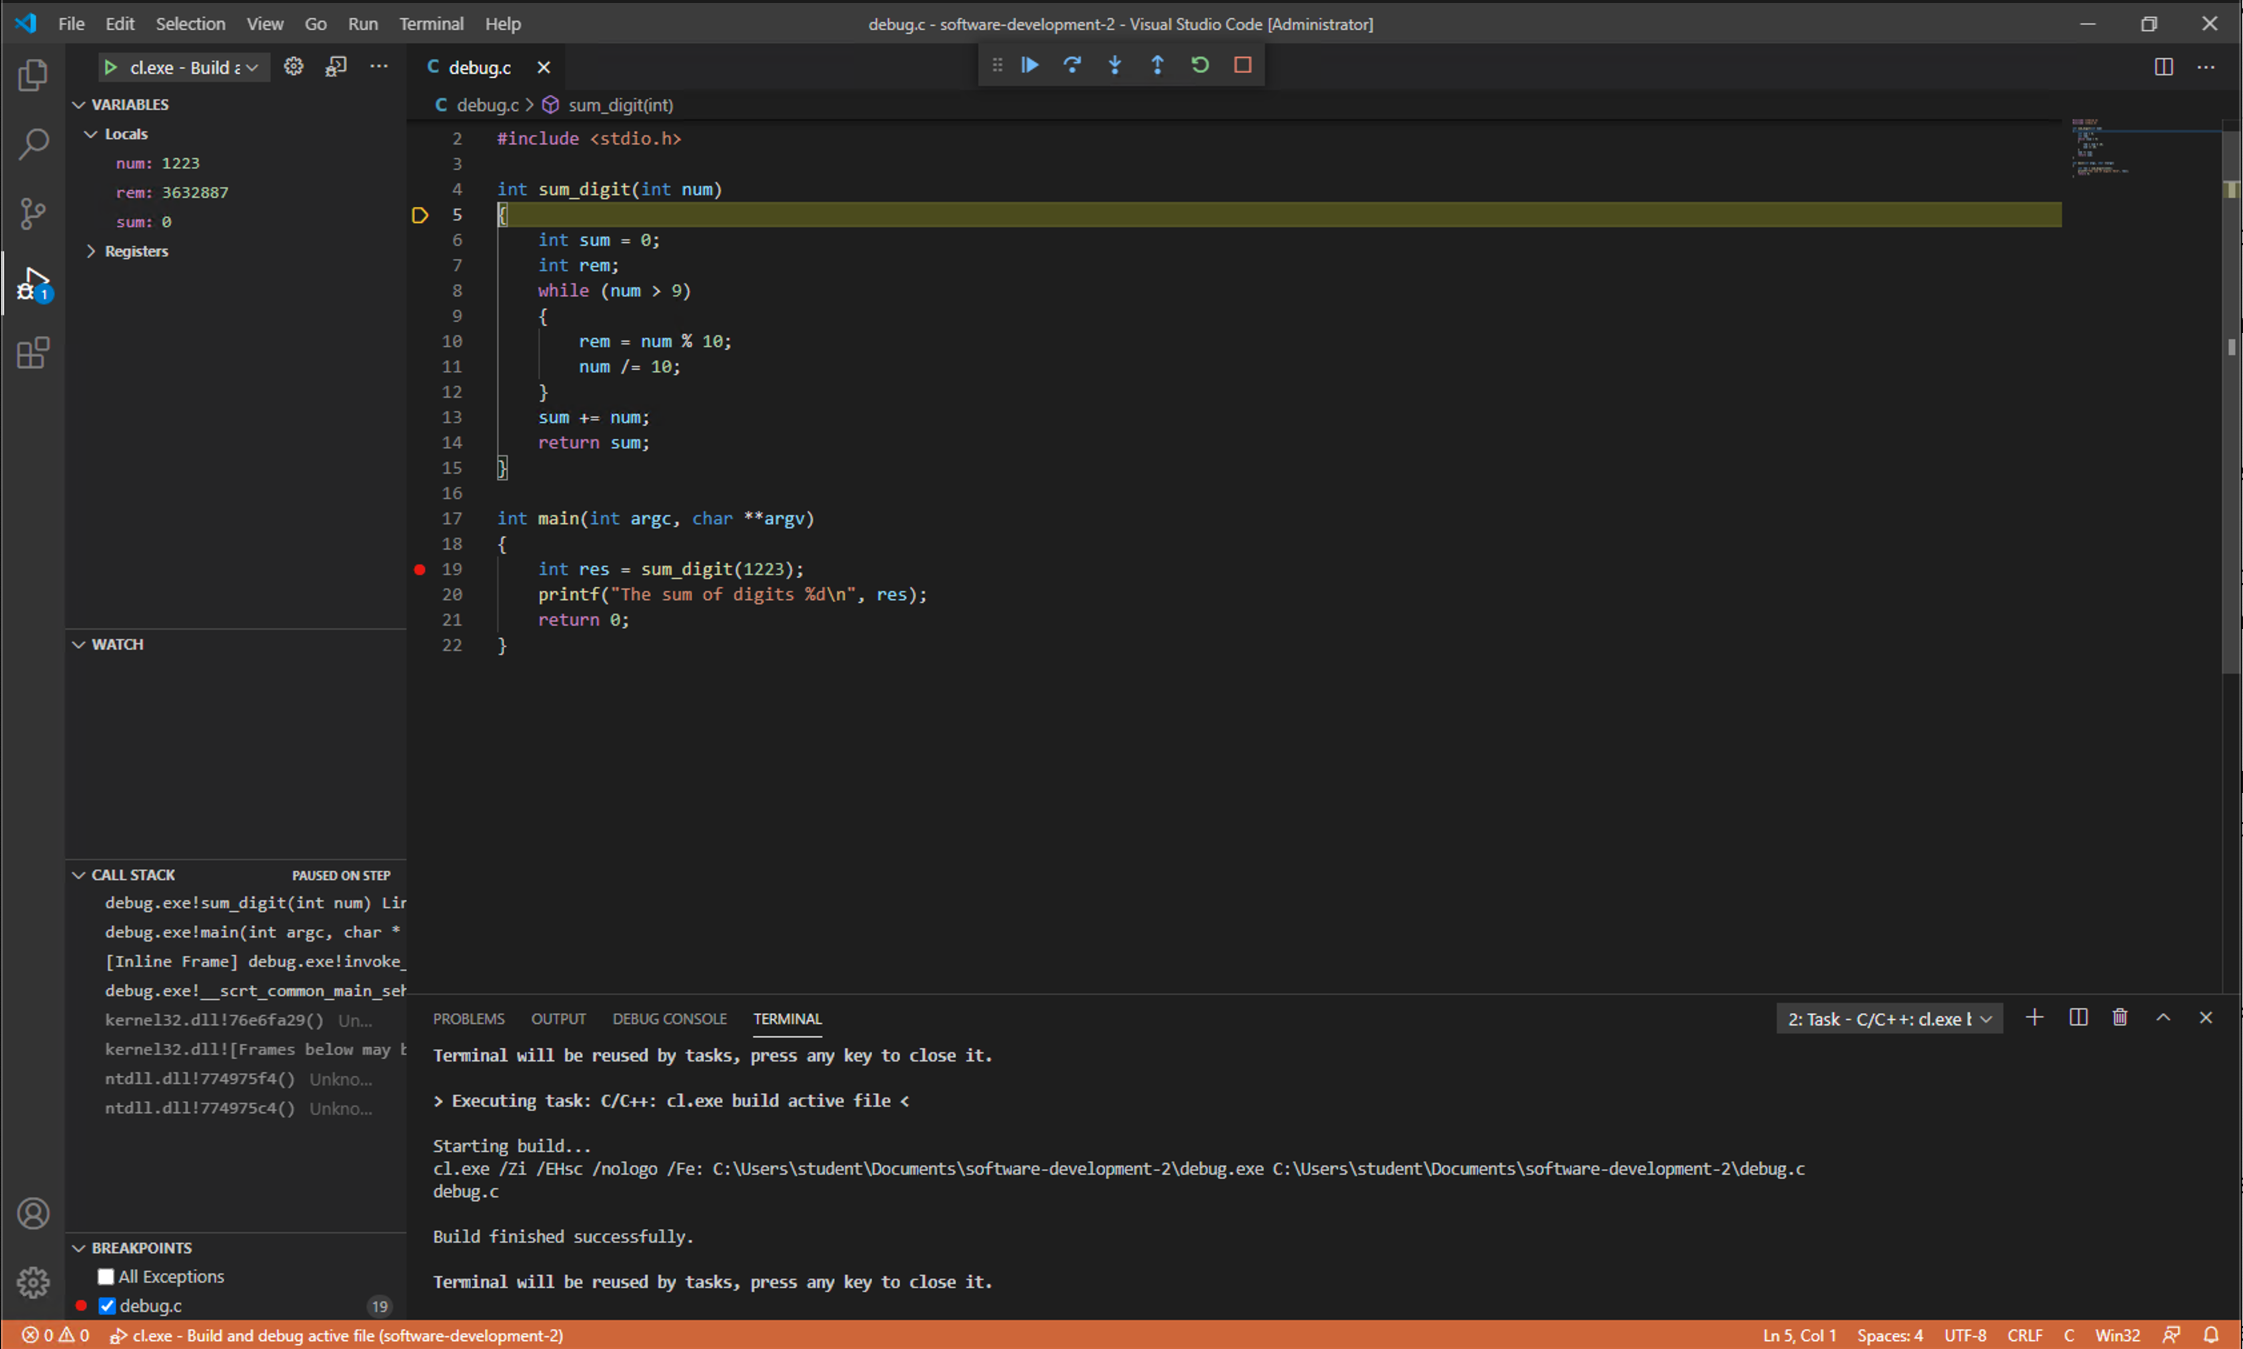 File Edit Selection View Go Run Terminal Help
debug.c - software-development-2 - Visual Studio Code [Administrator]
cl.exe - Build a
VARIABLES
Locals
num: 1223
rem: 3632887
sum: 0
Registers
1
WATCH
CALL STACK PAUSED ON STEP
debug.exe!sum_digit(int num) Lin
debug.exe!main(int argc, char *
[Inline Frame] debug.exe!invoke_
debug.exe!__scrt_common_main_seh
kernel32.dll!76e6fa29() Un...
kernel32.dll![Frames below may b
ntdll.dll!774975f4() Unkno...
ntdll.dll!774975c4() Unkno...
BREAKPOINTS
All Exceptions
debug.c 19
C debug.c
C debug.c > sum_digit(int)
2 #include <stdio.h>
3
4 int sum_digit(int num)
5 {
6 int sum = 0;
7 int rem;
8 while (num > 9)
9 {
10 rem = num % 10;
11 num /= 10;
12 }
13 sum += num;
14 return sum;
15 }
16
17 int main(int argc, char **argv)
18 {
19 int res = sum_digit(1223);
20 printf("The sum of digits %d\n", res);
21 return 0;
22 }
PROBLEMS OUTPUT DEBUG CONSOLE TERMINAL
2: Task - C/C++: cl.exe b
Terminal will be reused by tasks, press any key to close it.
> Executing task: C/C++: cl.exe build active file <
Starting build...
cl.exe /Zi /EHsc /nologo /Fe: C:\Users\student\Documents\software-development-2\debug.exe C:\Users\student\Documents\software-development-2\debug.c
debug.c
Build finished successfully.
Terminal will be reused by tasks, press any key to close it.
0 0 cl.exe - Build and debug active file (software-development-2)
Ln 5, Col 1 Spaces: 4 UTF-8 CRLF C Win32